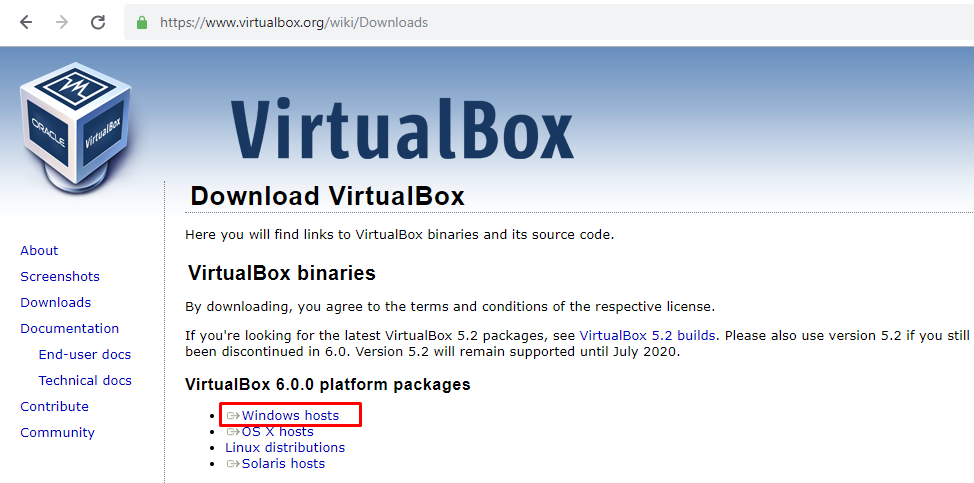 https://www.virtualbox.org/wiki/Downloads
ORACLE
VirtualBox
VirtualBox
Download VirtualBox
Here you will find links to VirtualBox binaries and its source code.
About
Screenshots
Downloads
Documentation
End-user docs
Technical docs
Contribute
Community
VirtualBox binaries
By downloading, you agree to the terms and conditions of the respective license.
If you're looking for the latest VirtualBox 5.2 packages, see VirtualBox 5.2 builds. Please also use version 5.2 if you still
been discontinued in 6.0. Version 5.2 will remain supported until July 2020.
VirtualBox 6.0.0 platform packages
Windows hosts
OS X hosts
Linux distributions
Solaris hosts